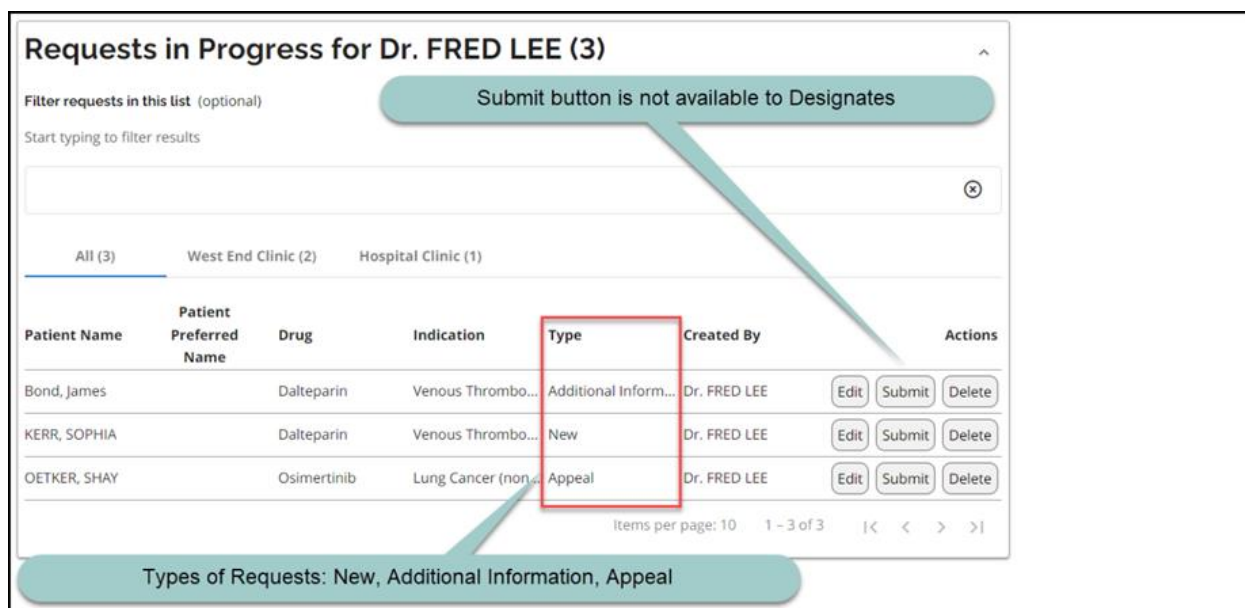 Requests in Progress for Dr. FRED LEE (3)
Submit button is not available to Designates
Filter requests in this list (optional)
Start typing to filter results
All (3) West End Clinic (2) Hospital Clinic (1)
Patient Name Patient Preferred Name Drug Indication Type Created By Actions
Bond, James Dalteparin Venous Thrombo... Additional Inform... Dr. FRED LEE Edit Submit Delete
KERR, SOPHIA Dalteparin Venous Thrombo... New Dr. FRED LEE Edit Submit Delete
OETKER, SHAY Osimertinib Lung Cancer (non... Appeal Dr. FRED LEE Edit Submit Delete
Items per page: 10 1 – 3 of 3
Types of Requests: New, Additional Information, Appeal